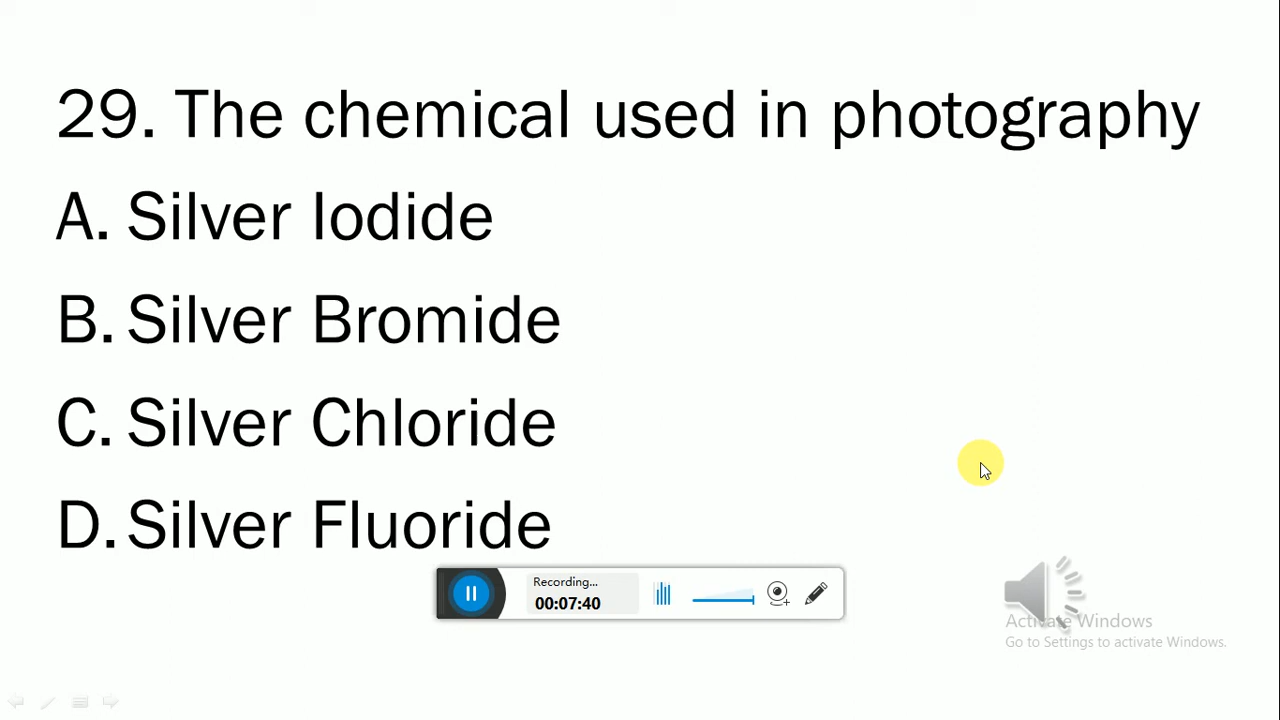 29. The chemical used in photography
A. Silver Iodide
B. Silver Bromide
C. Silver Chloride
D. Silver Fluoride
Recording...
00:07:40
Activate Windows
Go to Settings to activate Windows.